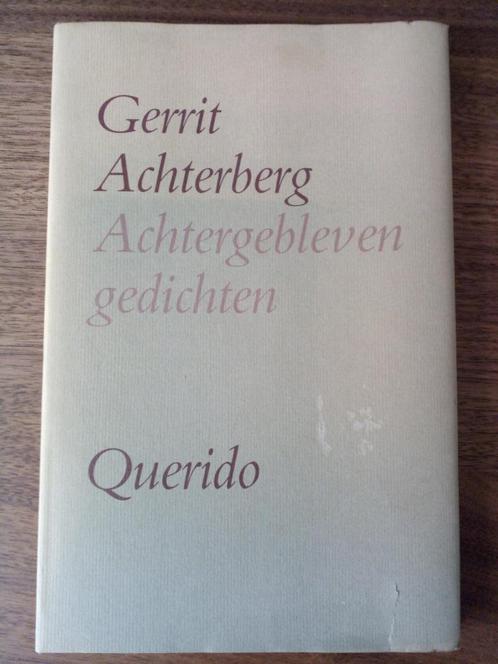 Gerrit
Achterberg
Achtergebleven
gedichten
Querido